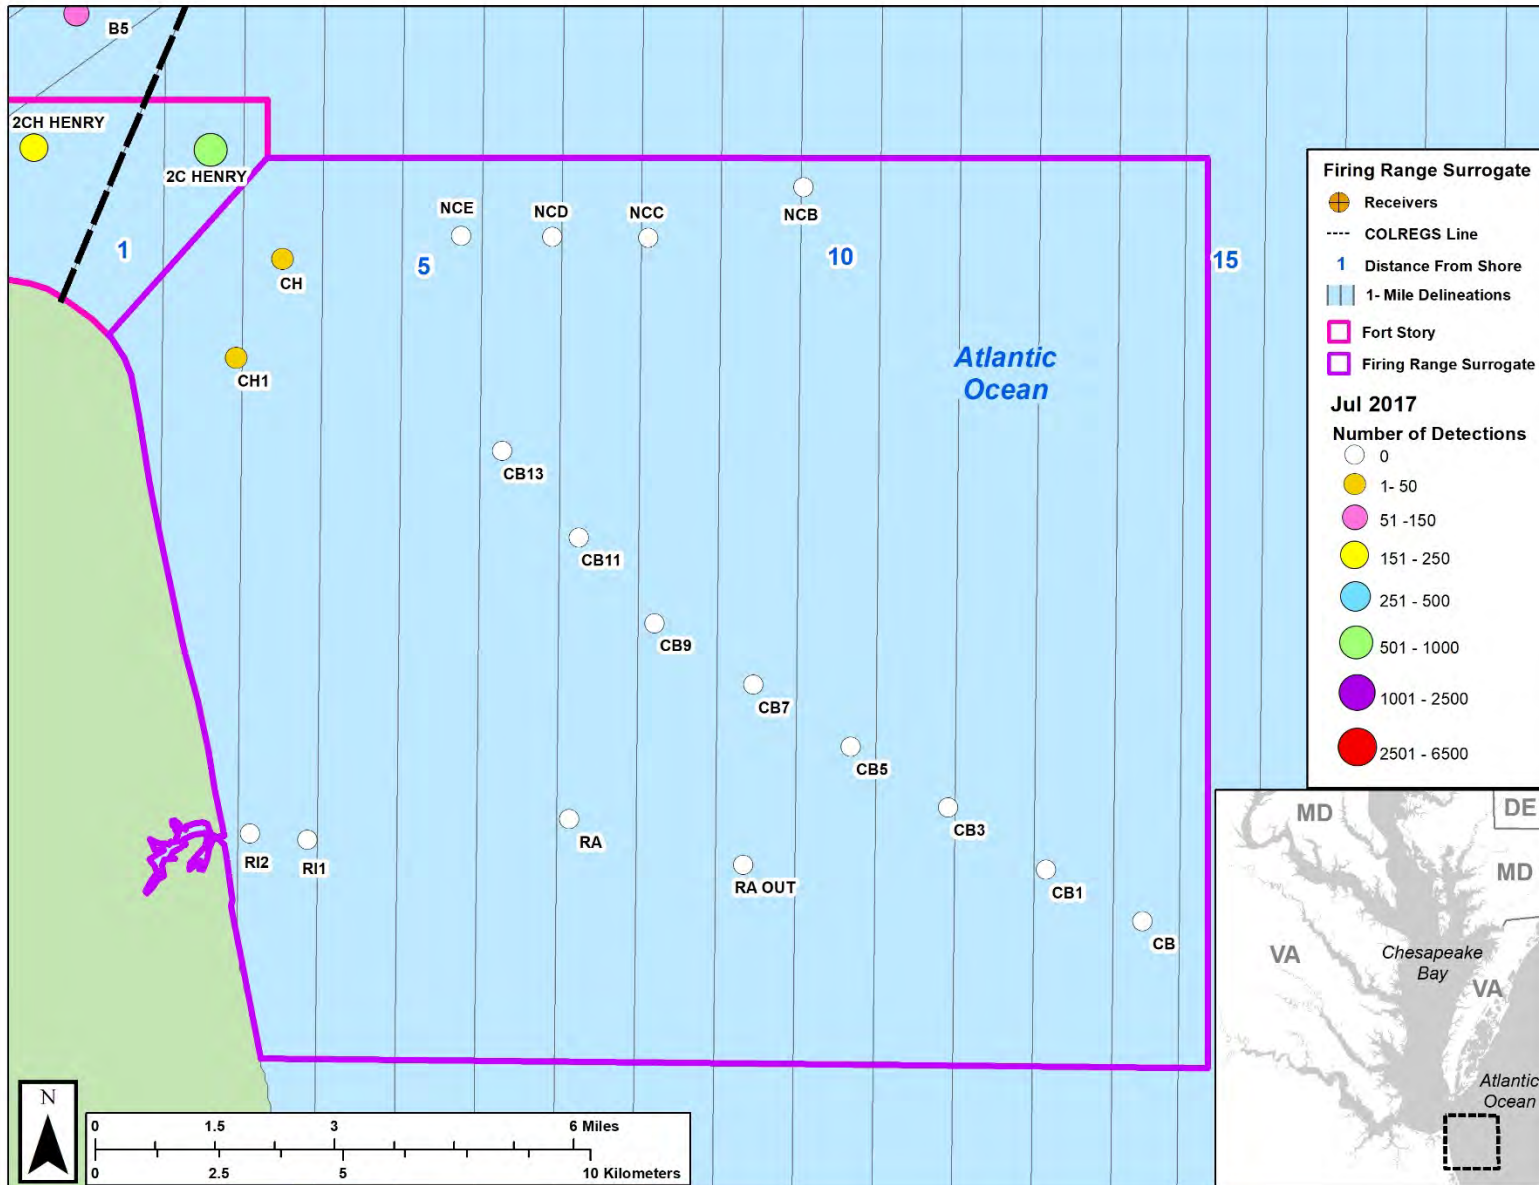 B5
2CH HENRY
2C HENRY
1
CH
CH1
5
NCE
NCD
NCC
NCB
10
15
Atlantic
Ocean
CB13
CB11
CB9
CB7
CB5
CB3
CB1
CB
RI2
RI1
RA
RA OUT
N
0 1.5 3 6 Miles
0 2.5 5 10 Kilometers
Firing Range Surrogate
Receivers
COLREGS Line
1 Distance From Shore
1- Mile Delineations
Fort Story
Firing Range Surrogate
Jul 2017
Number of Detections
0
1- 50
51 -150
151 - 250
251 - 500
501 - 1000
1001 - 2500
2501 - 6500
MD
DE
MD
VA
Chesapeake
Bay
VA
Atlantic
Ocean